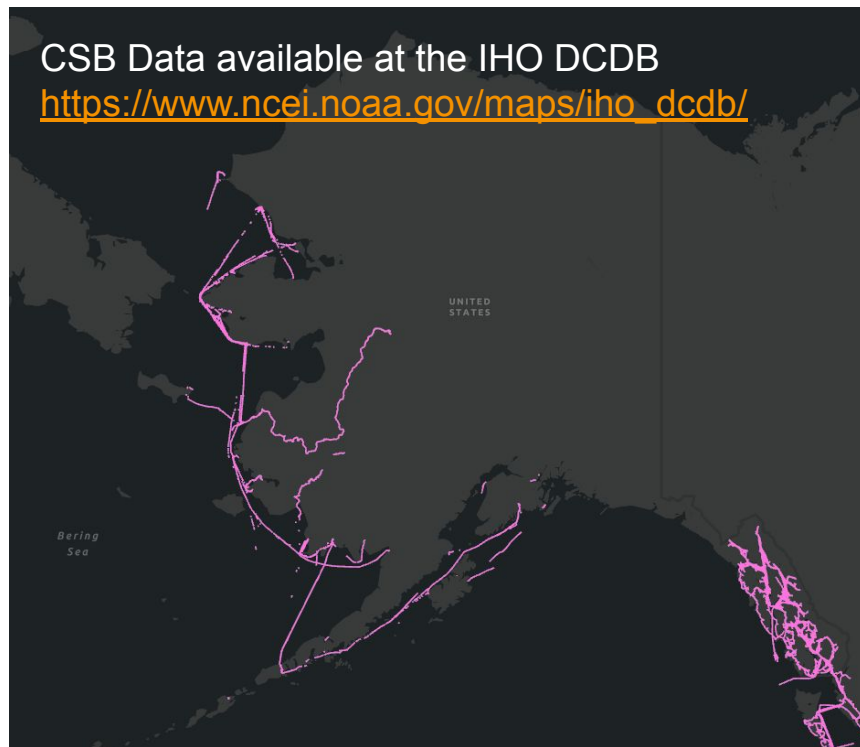 CSB Data available at the IHO DCDB
https://www.ncei.noaa.gov/maps/iho_dcdb/
UNITED
STATES
Bering
Sea